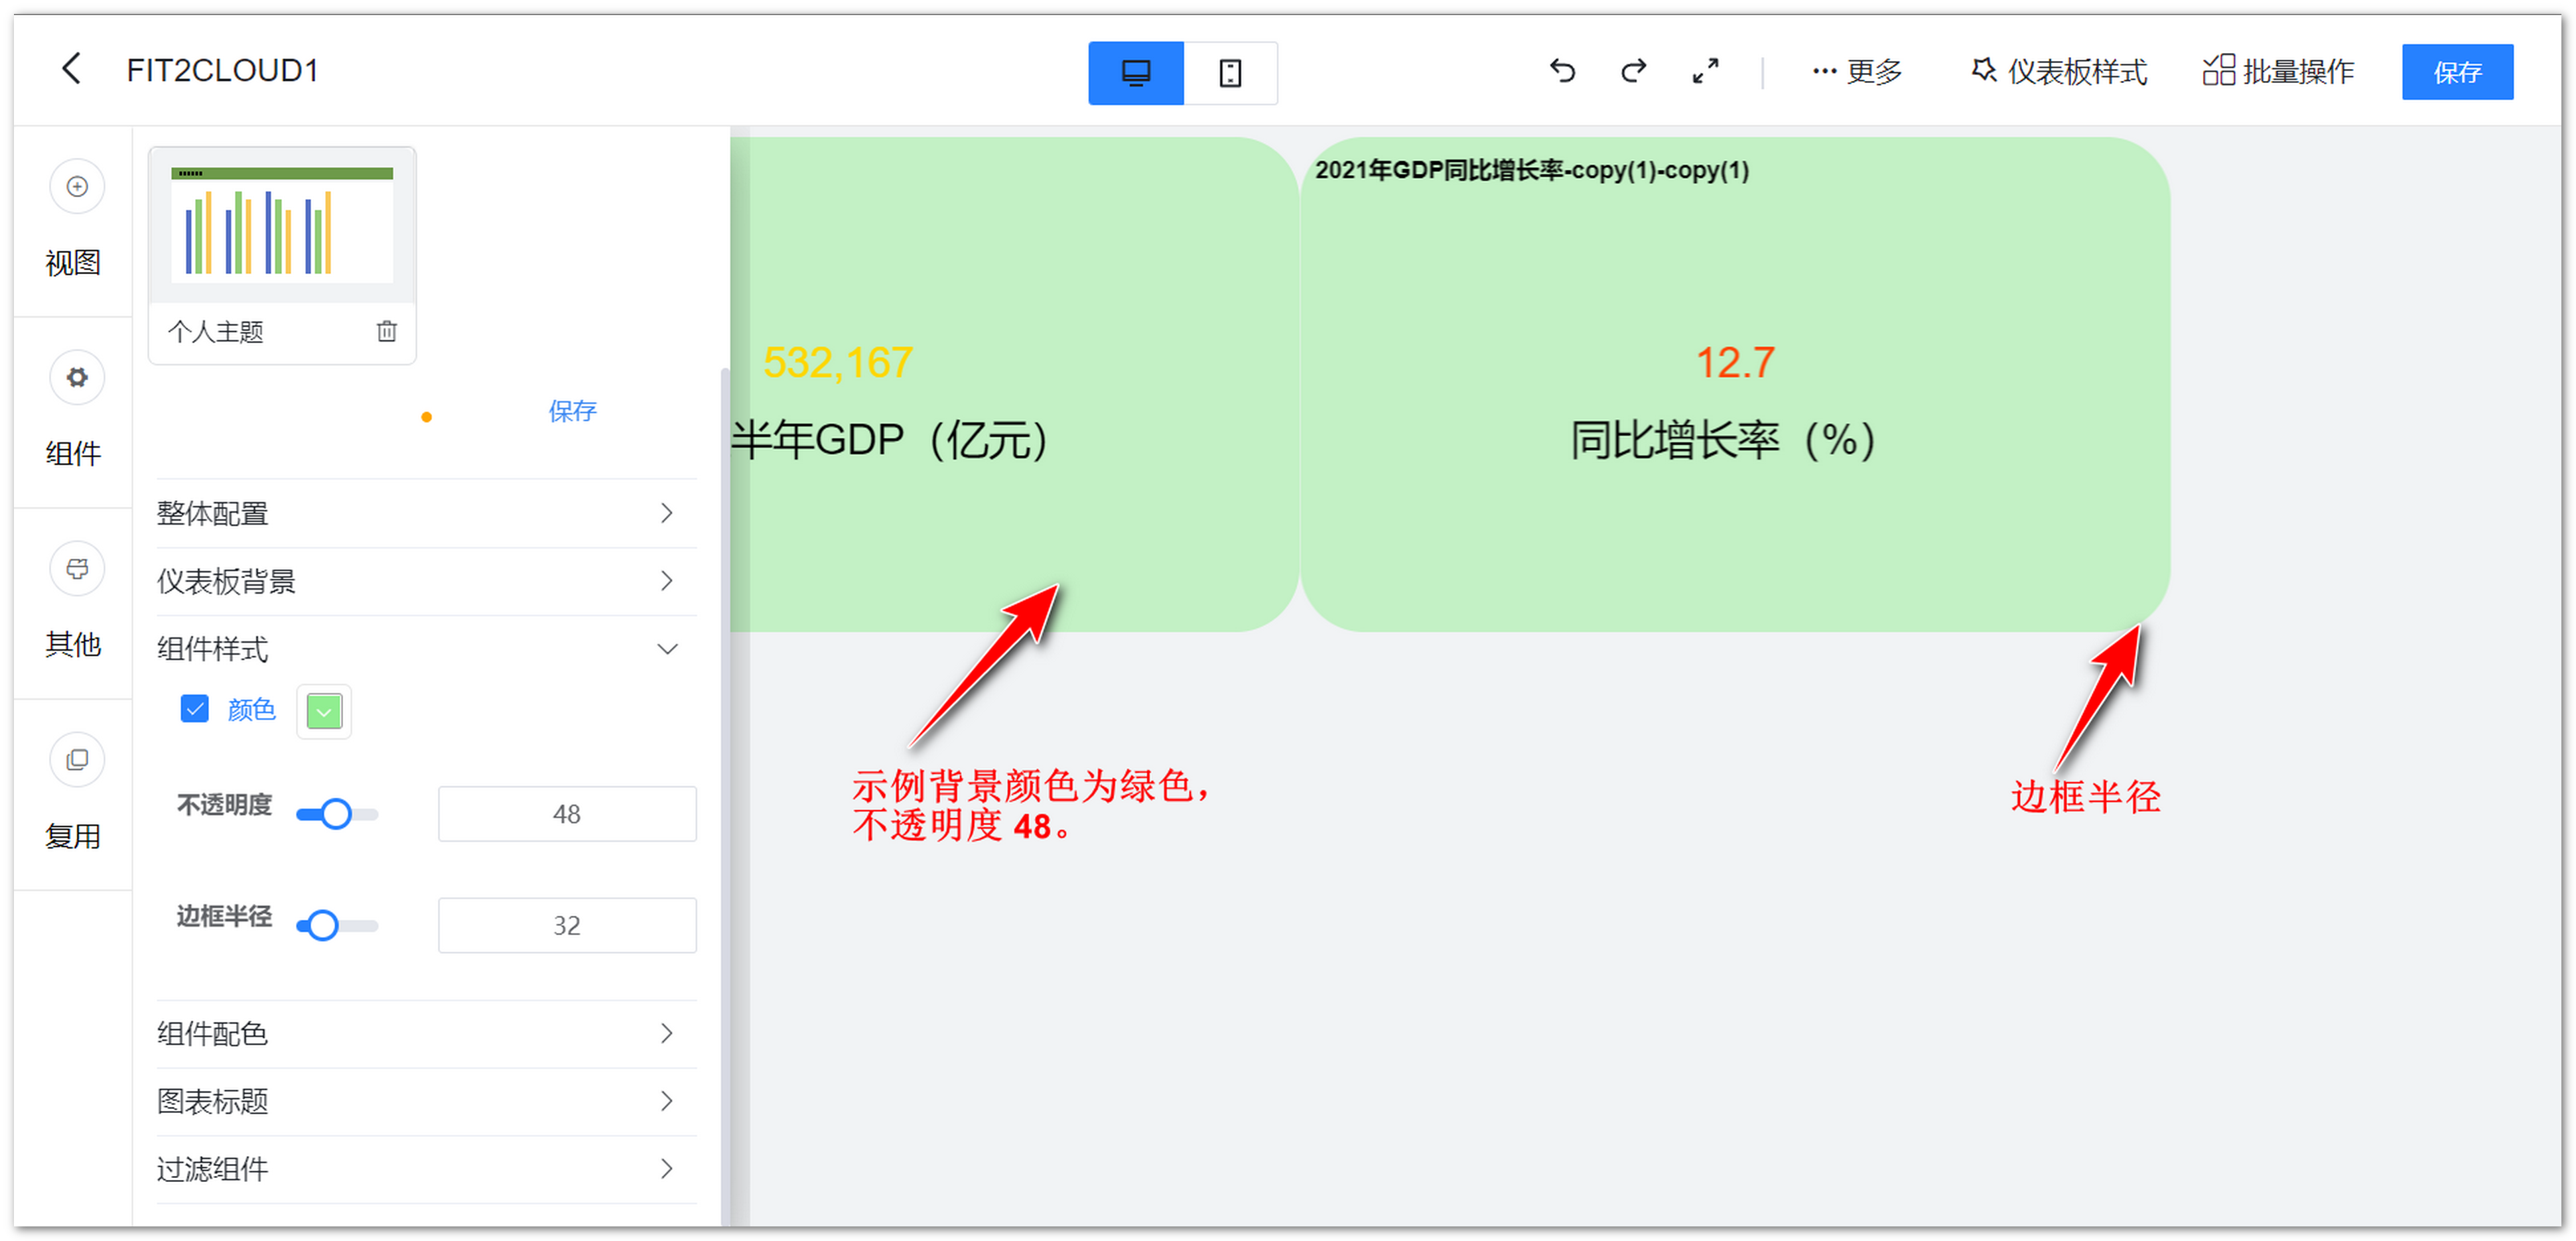 FIT2CLOUD1
更多
仪表板样式
批量操作
保存
视图
组件
其他
复用
个人主题
保存
整体配置
仪表板背景
组件样式
颜色
不透明度
48
边框半径
32
组件配色
图表标题
过滤组件
532,167
半年GDP（亿元）
2021年GDP同比增长率-copy(1)-copy(1)
12.7
同比增长率（%）
示例背景颜色为绿色，
不透明度 48。
边框半径